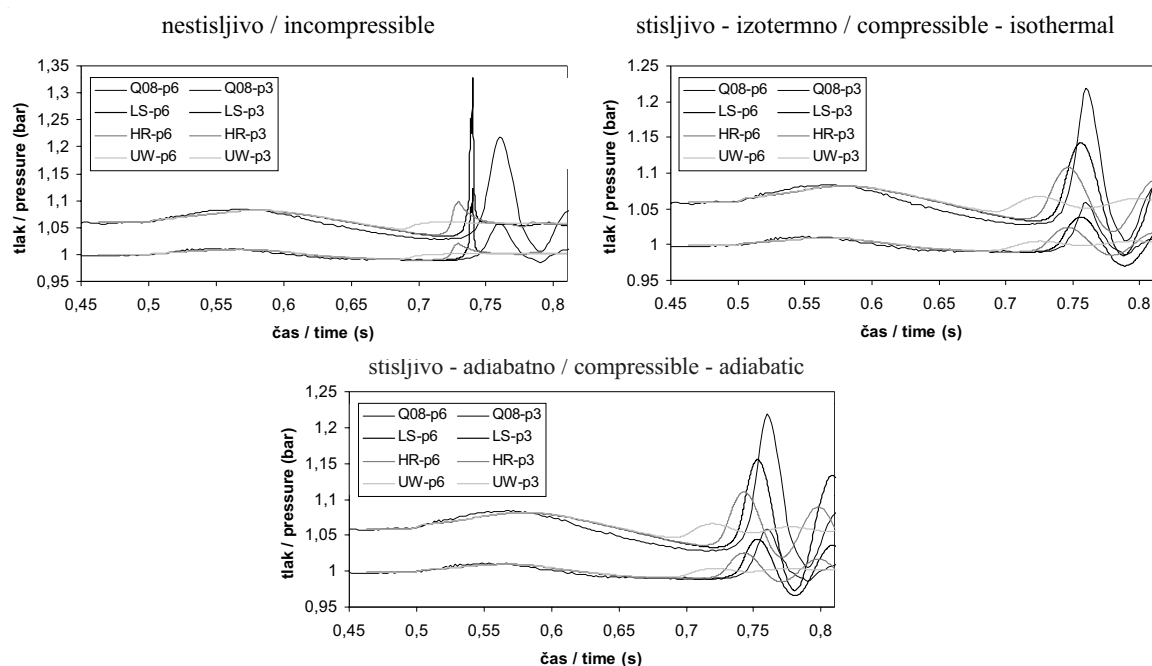 nestisljivo / incompressible
1,35
1,3
1,25
1,2
1,15
1,1
1,05
1
0,95
tlak / pressure (bar)
Q08-p6 Q08-p3
LS-p6 LS-p3
HR-p6 HR-p3
UW-p6 UW-p3
0,45 0,5 0,55 0,6 0,65 0,7 0,75 0,8
čas / time (s)
stisljivo - izotermno / compressible - isothermal
1.25
1.2
1.15
1.1
1.05
1
0.95
tlak / pressure (bar)
Q08-p6 Q08-p3
LS-p6 LS-p3
HR-p6 HR-p3
UW-p6 UW-p3
0.45 0.5 0.55 0.6 0.65 0.7 0.75 0.8
čas / time (s)
stisljivo - adiabatno / compressible - adiabatic
1,25
1,2
1,15
1,1
1,05
1
0,95
tlak / pressure (bar)
Q08-p6 Q08-p3
LS-p6 LS-p3
HR-p6 HR-p3
UW-p6 UW-p3
0,45 0,5 0,55 0,6 0,65 0,7 0,75 0,8
čas / time (s)